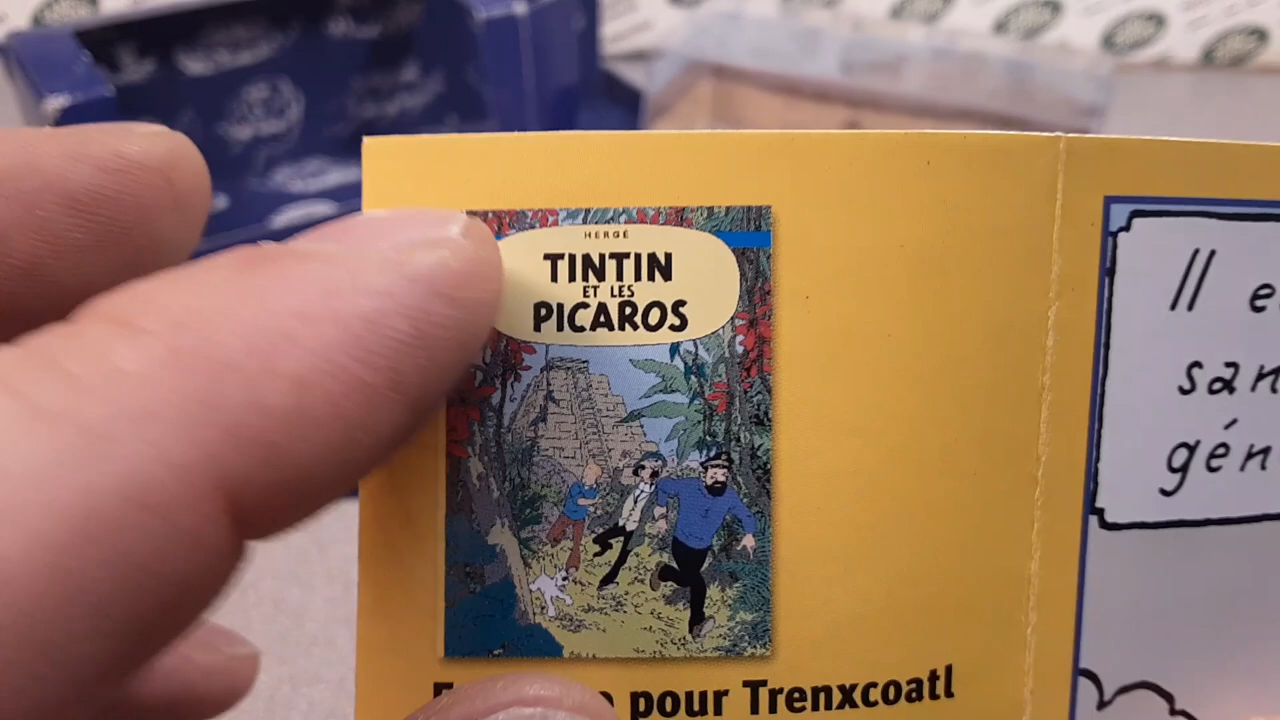 HERGÉ
TINTIN
ET LES
PICAROS
pour Trenxcoatl
Il e
san
gén